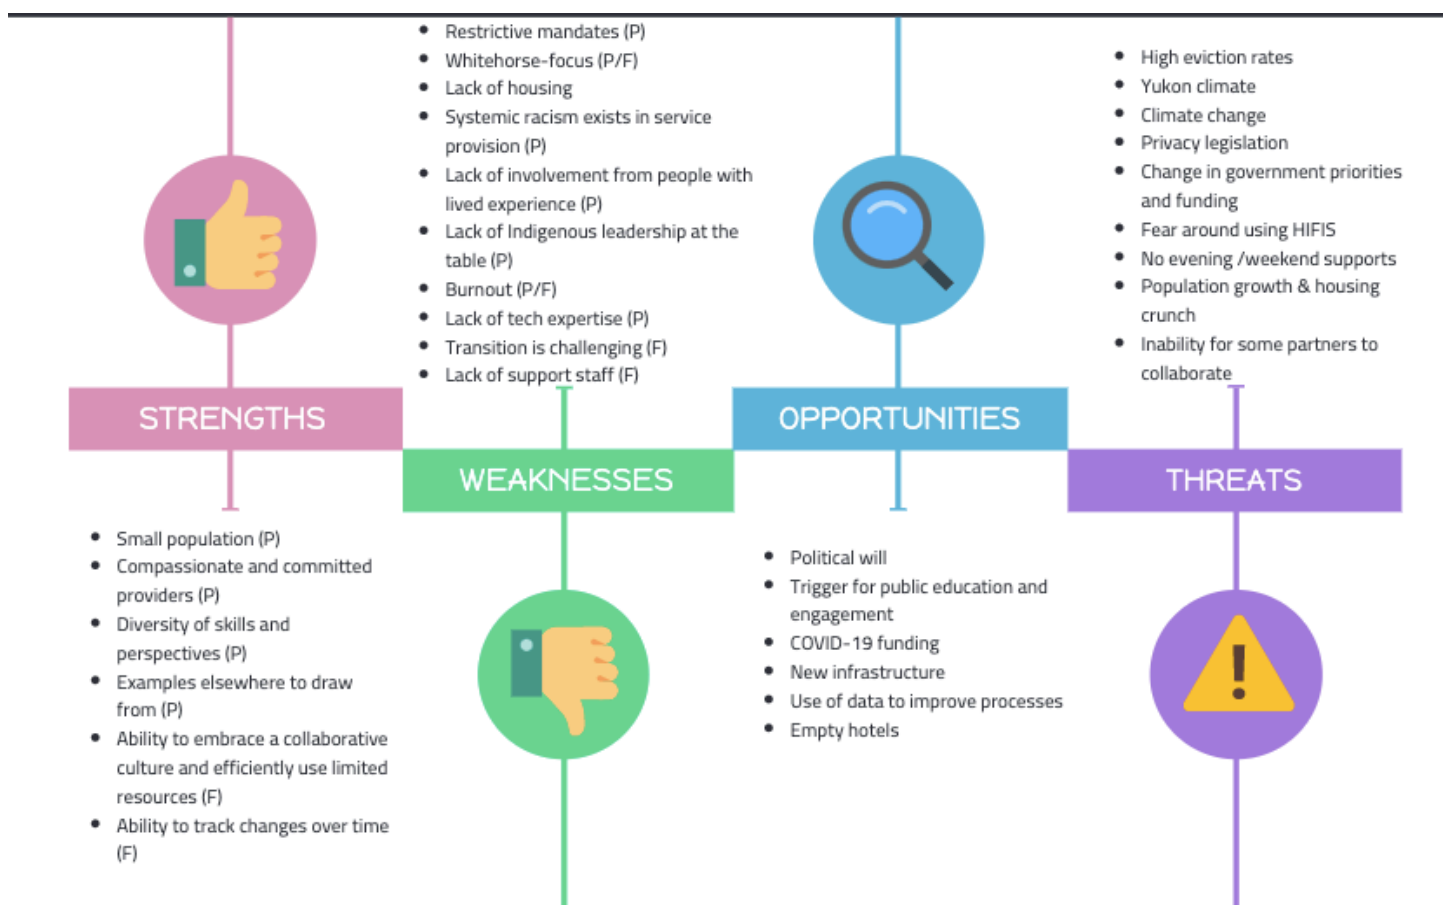 Restrictive mandates (P)
Whitehorse-focus (P/F)
Lack of housing
Systemic racism exists in service
provision (P)
Lack of involvement from people with
lived experience (P)
Lack of Indigenous leadership at the
table (P)
Burnout (P/F)
Lack of tech expertise (P)
Transition is challenging (F)
Lack of support staff (F)
High eviction rates
Yukon climate
Climate change
Privacy legislation
Change in government priorities
and funding
Fear around using HIFIS
No evening /weekend supports
Population growth & housing
crunch
Inability for some partners to
collaborate
STRENGTHS
WEAKNESSES
OPPORTUNITIES
THREATS
Small population (P)
Compassionate and committed
providers (P)
Diversity of skills and
perspectives (P)
Examples elsewhere to draw
from (P)
Ability to embrace a collaborative
culture and efficiently use limited
resources (F)
Ability to track changes over time
(F)
Political will
Trigger for public education and
engagement
COVID-19 funding
New infrastructure
Use of data to improve processes
Empty hotels